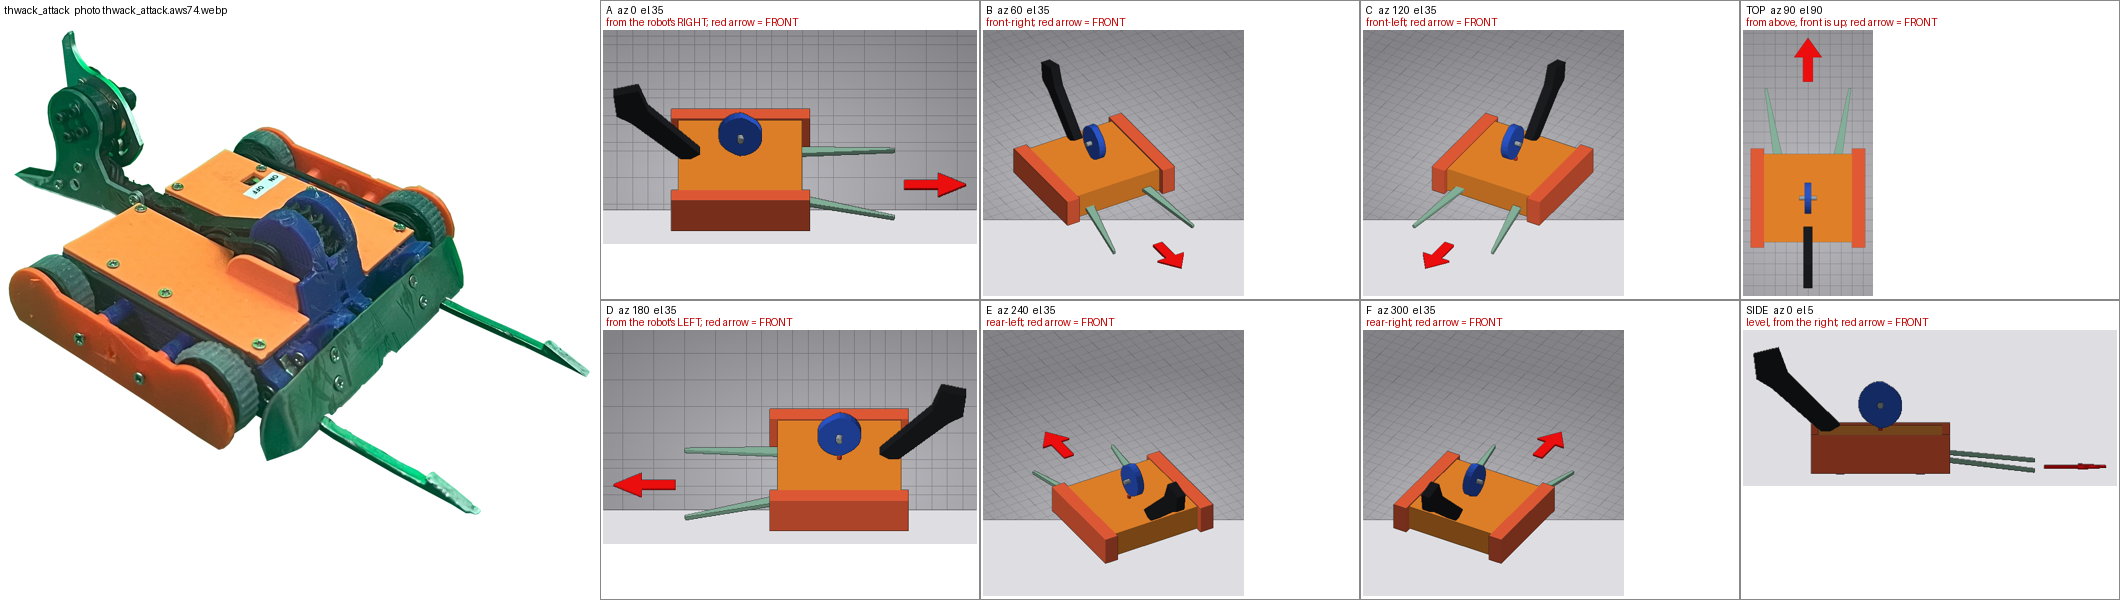 thwack_attack photo thwack_attack.aws74.webp
ON
OFF
A az 0 el 35
from the robot's RIGHT; red arrow = FRONT
B az 60 el 35
front-right; red arrow = FRONT
C az 120 el 35
front-left; red arrow = FRONT
TOP az 90 el 90
from above, front is up; red arrow = FRONT
D az 180 el 35
from the robot's LEFT; red arrow = FRONT
E az 240 el 35
rear-left; red arrow = FRONT
F az 300 el 35
rear-right; red arrow = FRONT
SIDE az 0 el 5
level, from the right; red arrow = FRONT